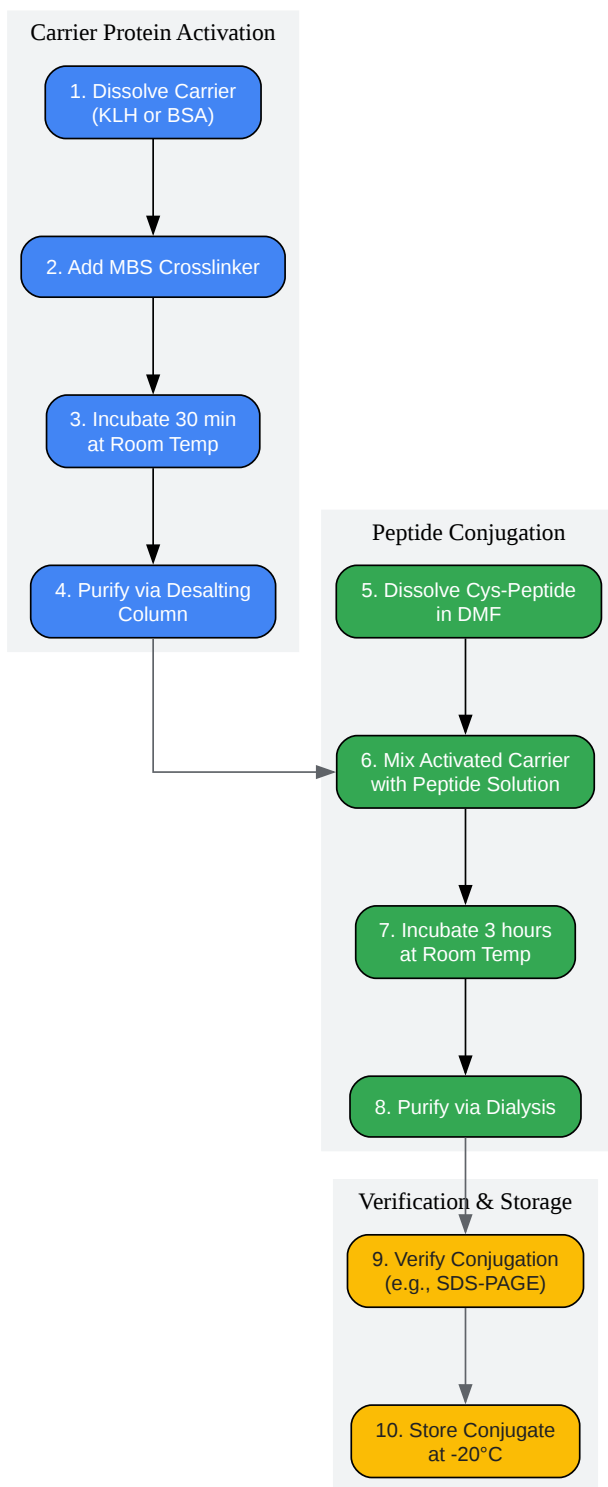 Carrier Protein Activation
1. Dissolve Carrier
(KLH or BSA)
2. Add MBS Crosslinker
3. Incubate 30 min
at Room Temp
4. Purify via Desalting
Column
Peptide Conjugation
5. Dissolve Cys-Peptide
in DMF
6. Mix Activated Carrier
with Peptide Solution
7. Incubate 3 hours
at Room Temp
8. Purify via Dialysis
Verification & Storage
9. Verify Conjugation
(e.g., SDS-PAGE)
10. Store Conjugate
at -20°C